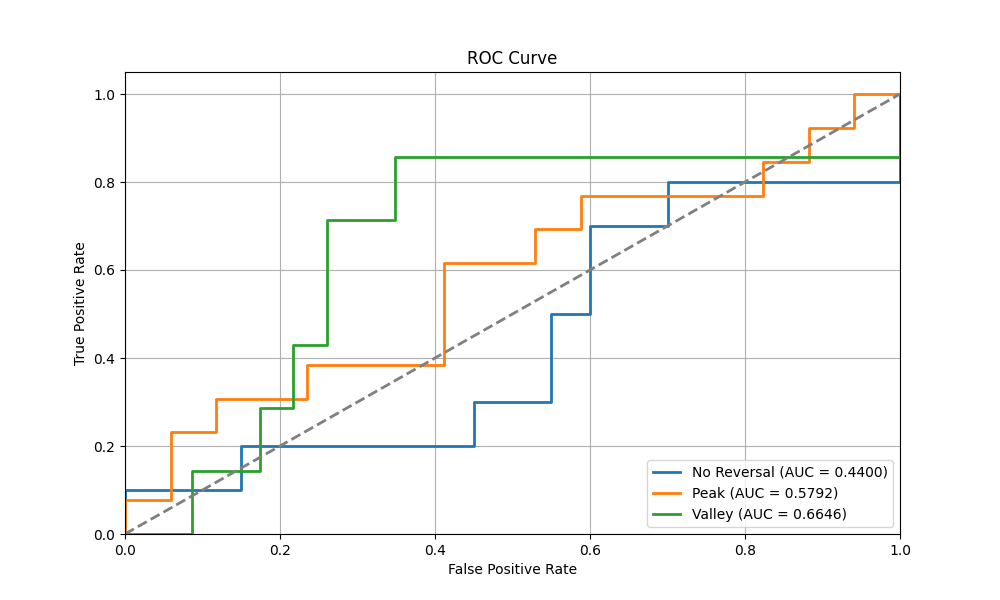 ROC Curve
True Positive Rate
1.0
0.8
0.6
0.4
0.2
0.0
0.0 0.2 0.4 0.6 0.8 1.0
False Positive Rate
No Reversal (AUC = 0.4400)
Peak (AUC = 0.5792)
Valley (AUC = 0.6646)